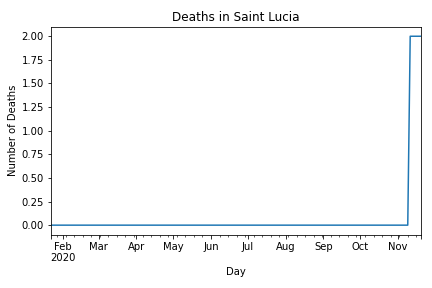 Deaths in Saint Lucia
Number of Deaths
2.00
1.75
1.50
1.25
1.00
0.75
0.50
0.25
0.00
Feb Mar Apr May Jun Jul Aug Sep Oct Nov
2020
Day